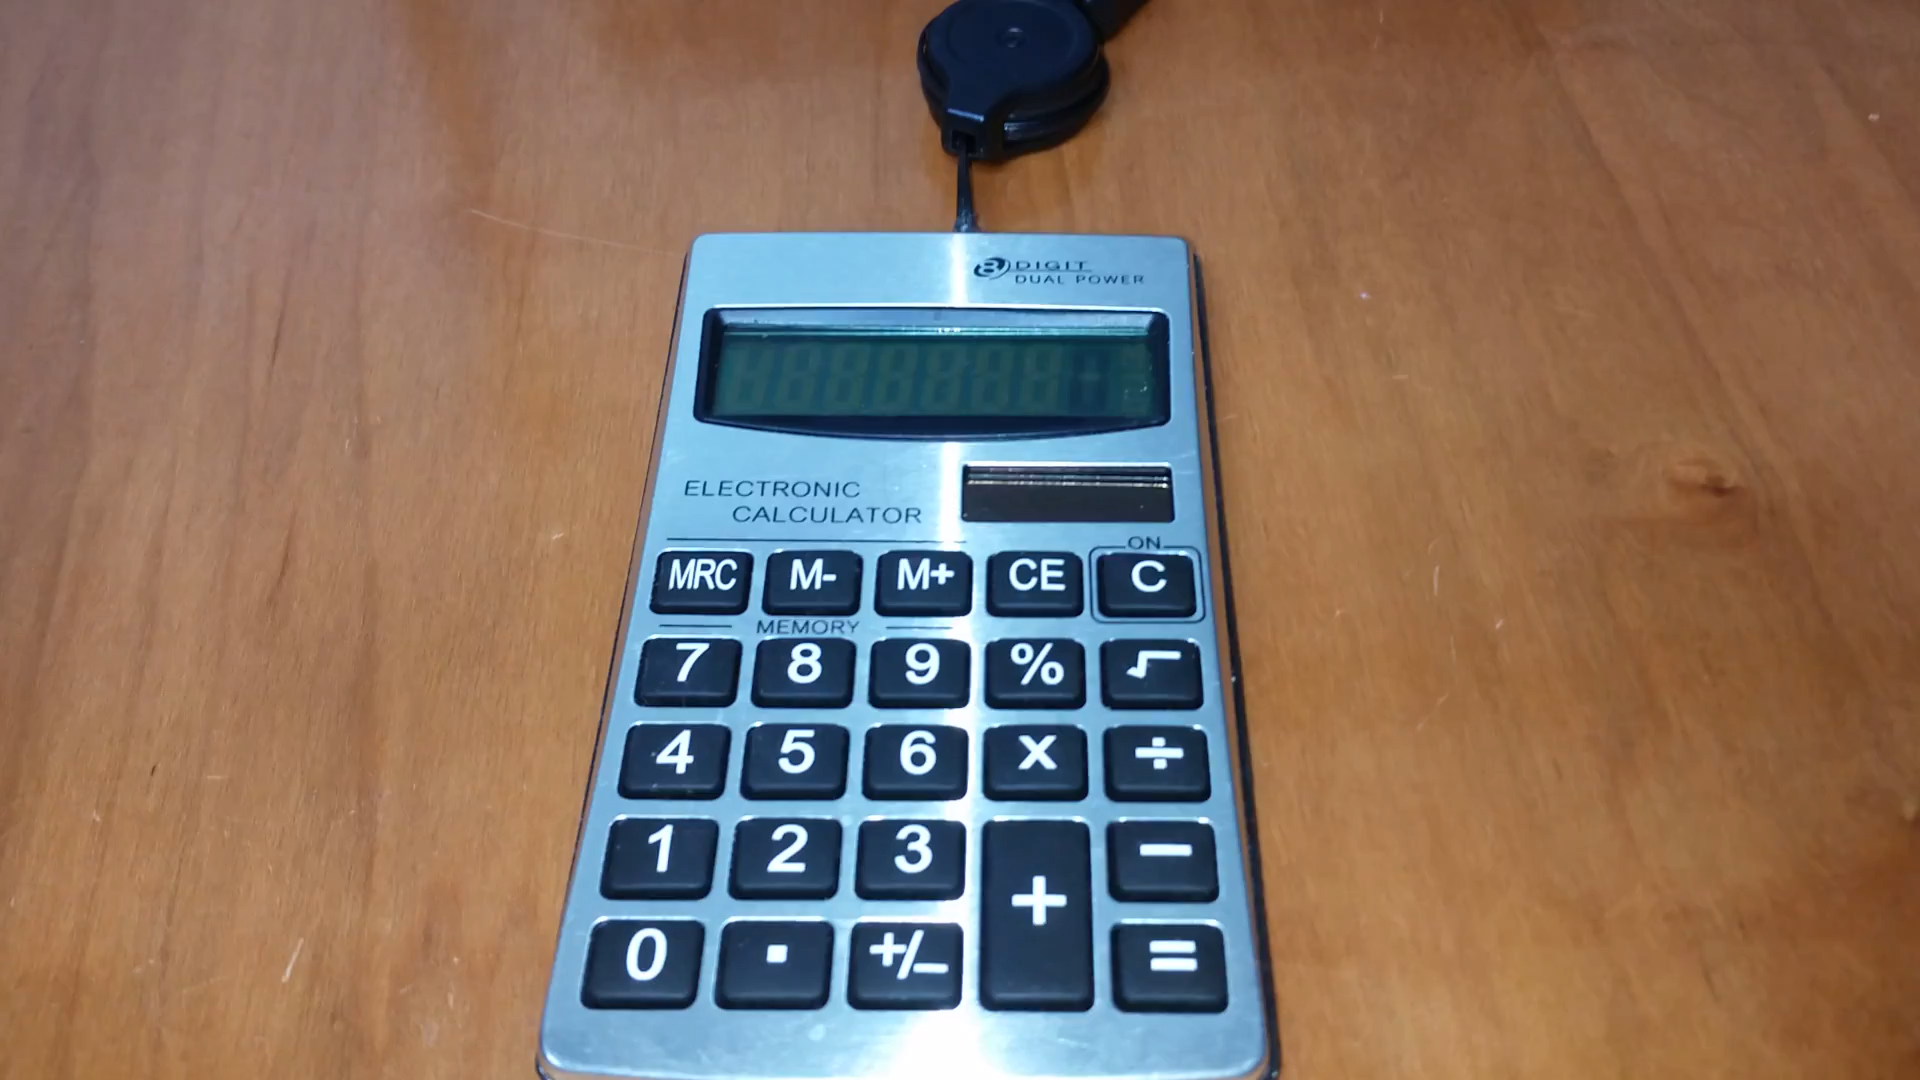 8 DIGIT
DUAL POWER
ELECTRONIC
CALCULATOR
ON
MRC M- M+ CE C
MEMORY
7 8 9 % √
4 5 6 X ÷
1 2 3 + −
0 . +/− =